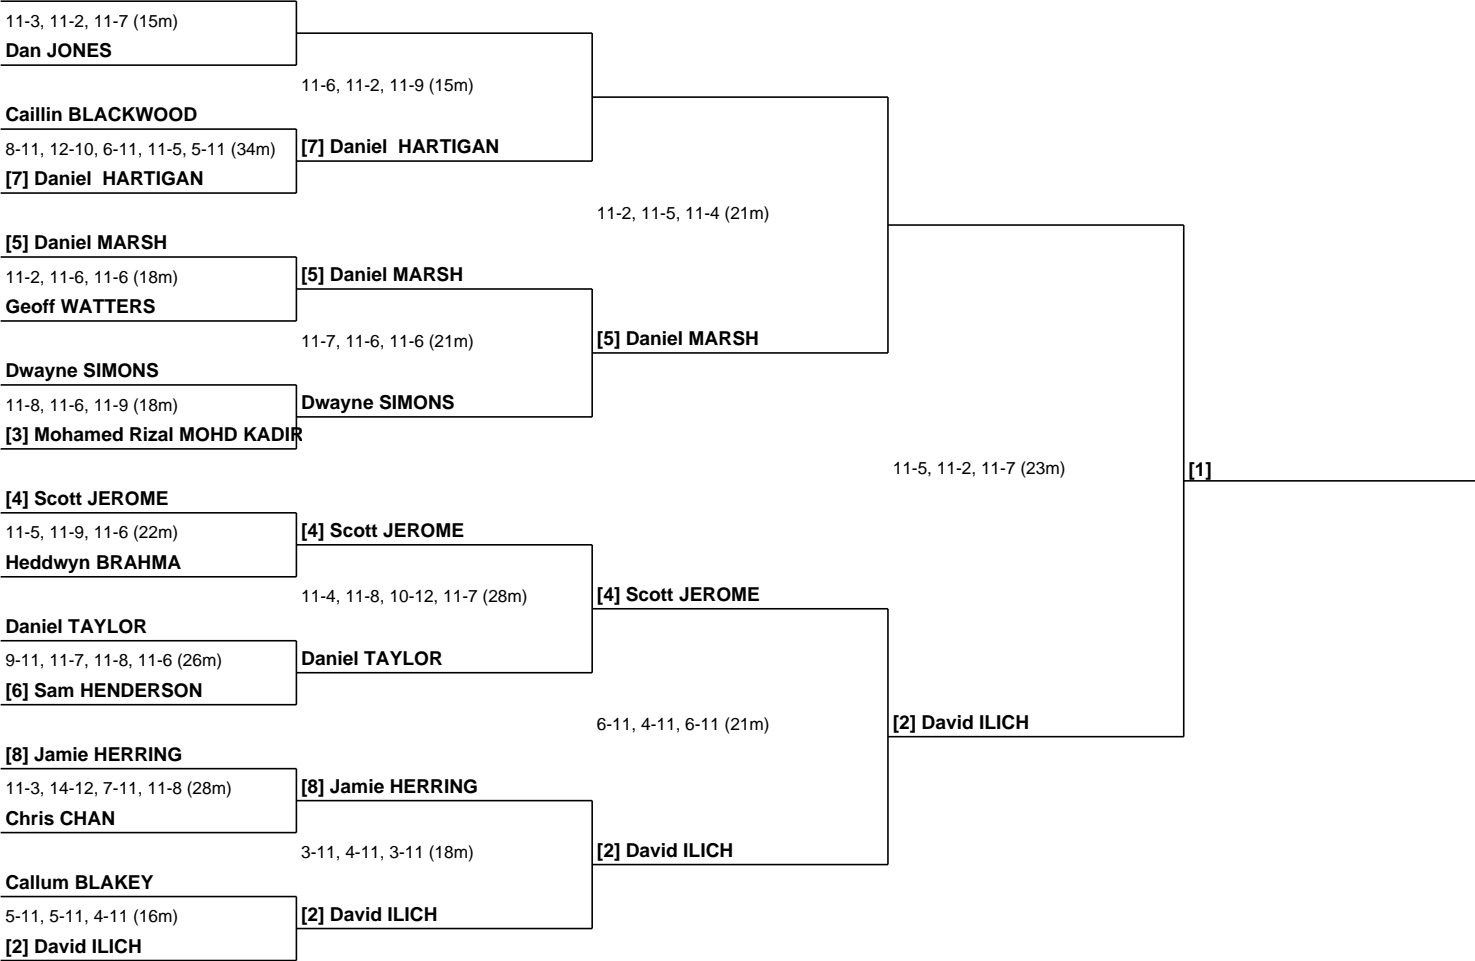 11-3, 11-2, 11-7 (15m)
Dan JONES
11-6, 11-2, 11-9 (15m)
Caillin BLACKWOOD
8-11, 12-10, 6-11, 11-5, 5-11 (34m)
[7] Daniel HARTIGAN
[7] Daniel HARTIGAN
11-2, 11-5, 11-4 (21m)
[5] Daniel MARSH
11-2, 11-6, 11-6 (18m)
[5] Daniel MARSH
Geoff WATTERS
11-7, 11-6, 11-6 (21m)
[5] Daniel MARSH
Dwayne SIMONS
11-8, 11-6, 11-9 (18m)
Dwayne SIMONS
[3] Mohamed Rizal MOHD KADIR
11-5, 11-2, 11-7 (23m)
[1]
[4] Scott JEROME
11-5, 11-9, 11-6 (22m)
[4] Scott JEROME
Heddwyn BRAHMA
11-4, 11-8, 10-12, 11-7 (28m)
[4] Scott JEROME
Daniel TAYLOR
9-11, 11-7, 11-8, 11-6 (26m)
Daniel TAYLOR
[6] Sam HENDERSON
6-11, 4-11, 6-11 (21m)
[2] David ILICH
[8] Jamie HERRING
11-3, 14-12, 7-11, 11-8 (28m)
[8] Jamie HERRING
Chris CHAN
3-11, 4-11, 3-11 (18m)
[2] David ILICH
Callum BLAKEY
5-11, 5-11, 4-11 (16m)
[2] David ILICH
[2] David ILICH